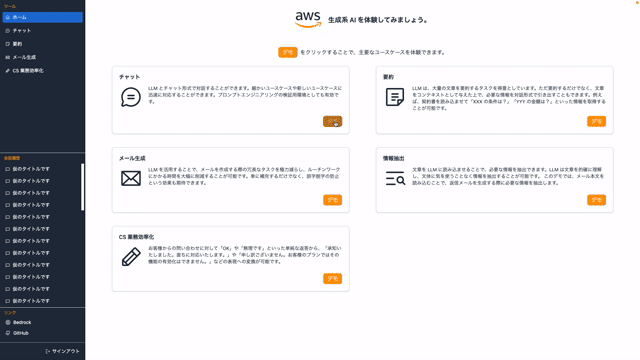 ツール
ホーム
チャット
要約
メール生成
CS 業務効率化
会話履歴
仮のタイトルです
仮のタイトルです
仮のタイトルです
仮のタイトルです
仮のタイトルです
仮のタイトルです
仮のタイトルです
仮のタイトルです
仮のタイトルです
仮のタイトルです
仮のタイトルです
仮のタイトルです
リンク
Bedrock
GitHub
サインアウト
aws 生成系 AI を体験してみましょう。
デモ をクリックすることで、主要なユースケースを体験できます。
チャット
LLM とチャット形式で対話することができます。細かいユースケースや新しいユースケースに
迅速に対応することができます。プロンプトエンジニアリングの検証用環境としても有効で
す。
デモ
要約
LLM は、大量の文章を要約するタスクを得意としています。ただ要約するだけでなく、文章
をコンテキストとして与えた上で、必要な情報を対話形式で引き出すこともできます。例え
ば、契約書を読み込ませて「XXX の条件は？」「YYY の金額は？」といった情報を取得する
ことが可能です。
デモ
メール生成
LLM を活用することで、メールを作成する際の冗長なタスクを極力減らし、ルーチンワーク
にかかる時間を大幅に削減することが可能です。単に補完するだけでなく、誤字脱字の防止
という効果も期待できます。
デモ
情報抽出
文章を LLM に読み込ませることで、必要な情報を抽出できます。LLM は文章を的確に理解
し、文体に気を使うことなく情報を抽出することが可能です。このデモでは、メール本文を
読み込むことで、返信メールを生成する際に必要な情報を抽出します。
デモ
CS 業務効率化
お客様からの問い合わせに対して「OK」や「無理です」といった単純な返答から、「承知い
たしました。直ちに対応いたします。」や「申し訳ございません。お客様のプランではその
機能の有効化はできません。」などの表現への変換が可能です。
デモ